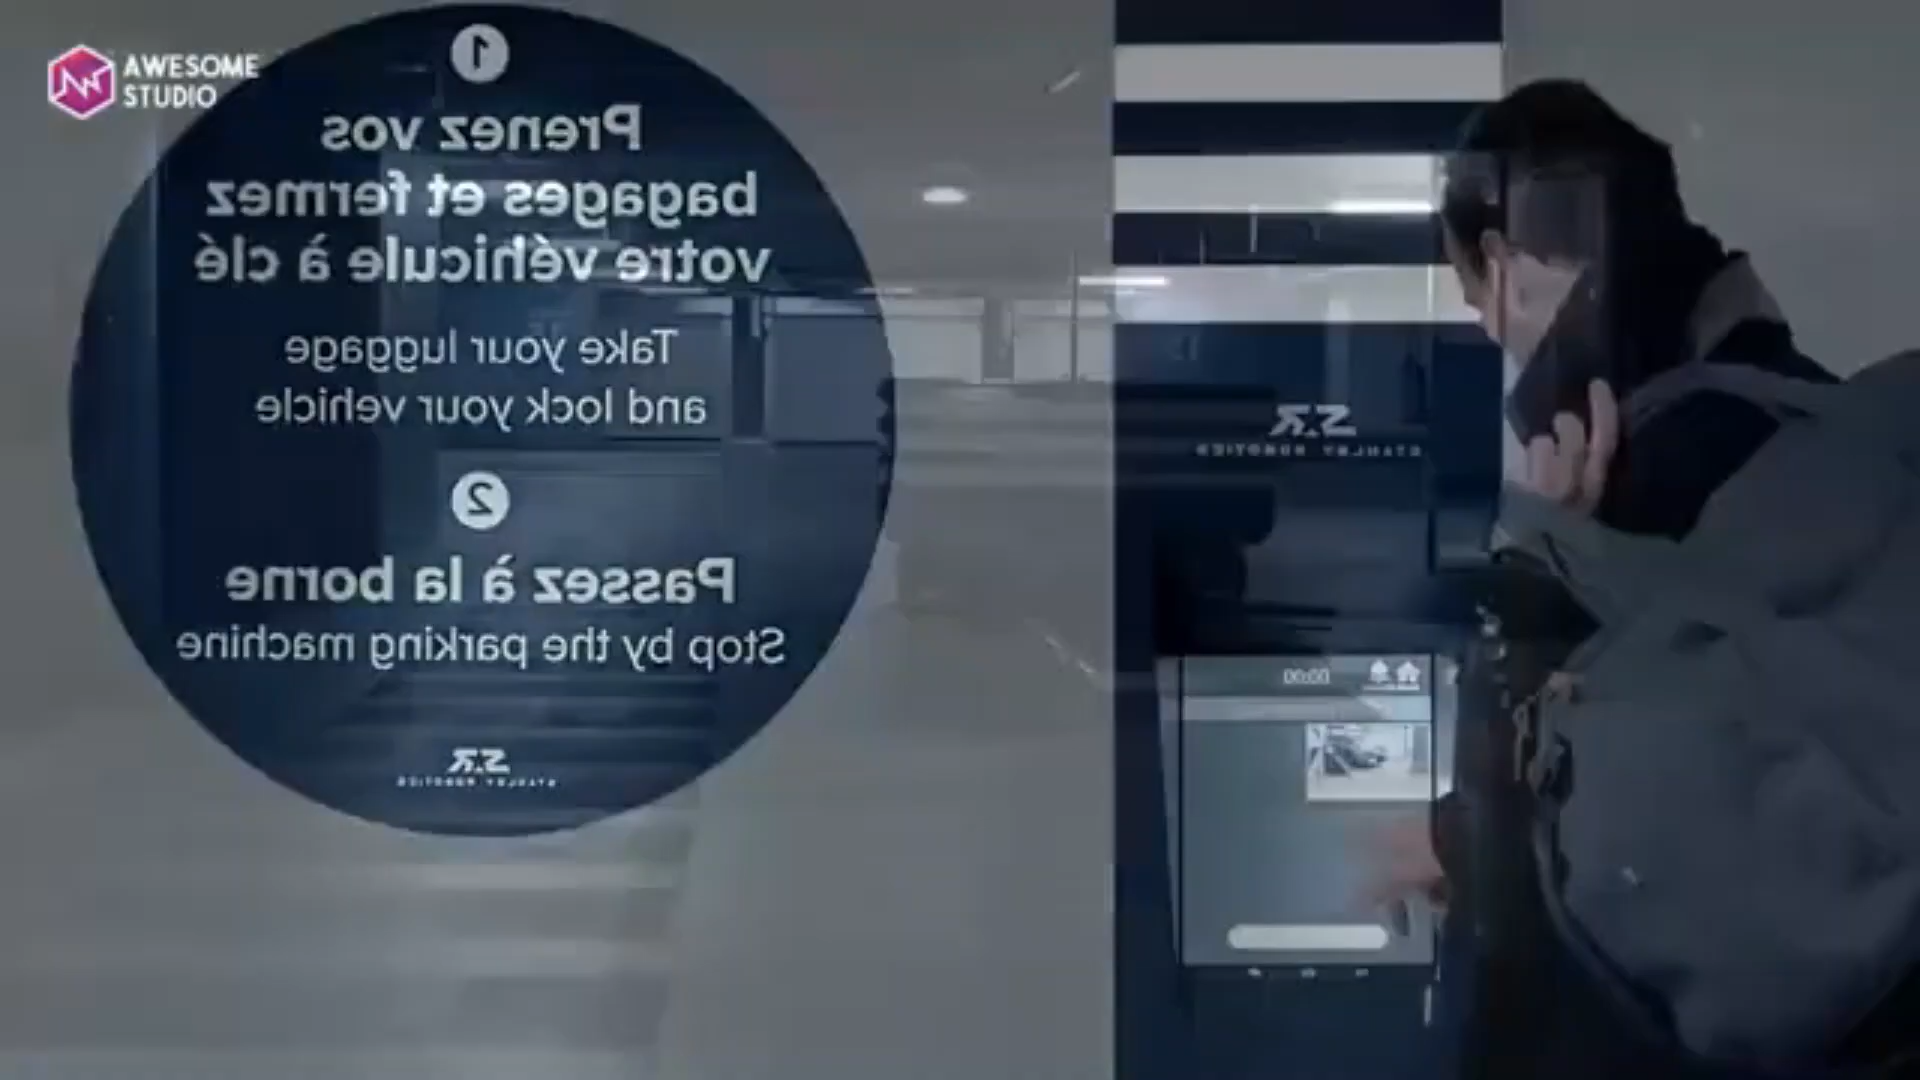 AWESOME
STUDIO
1
Prenez vos
bagages et fermez
votre véhicule à clé
Take your luggage
and lock your vehicle
2
Passez à la borne
Stop by the parking machine
S.R
STANLEY ROBOTICS
S.R
STANLEY ROBOTICS
00:00